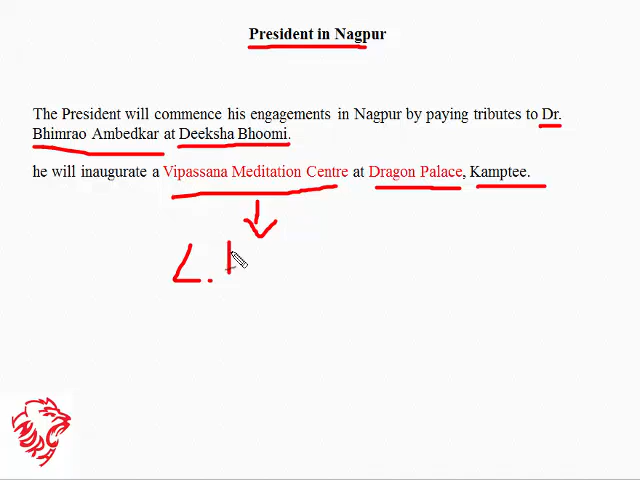 President in Nagpur
The President will commence his engagements in Nagpur by paying tributes to Dr.
Bhimrao Ambedkar at Deeksha Bhoomi.
he will inaugurate a Vipassana Meditation Centre at Dragon Palace, Kamptee.
L.